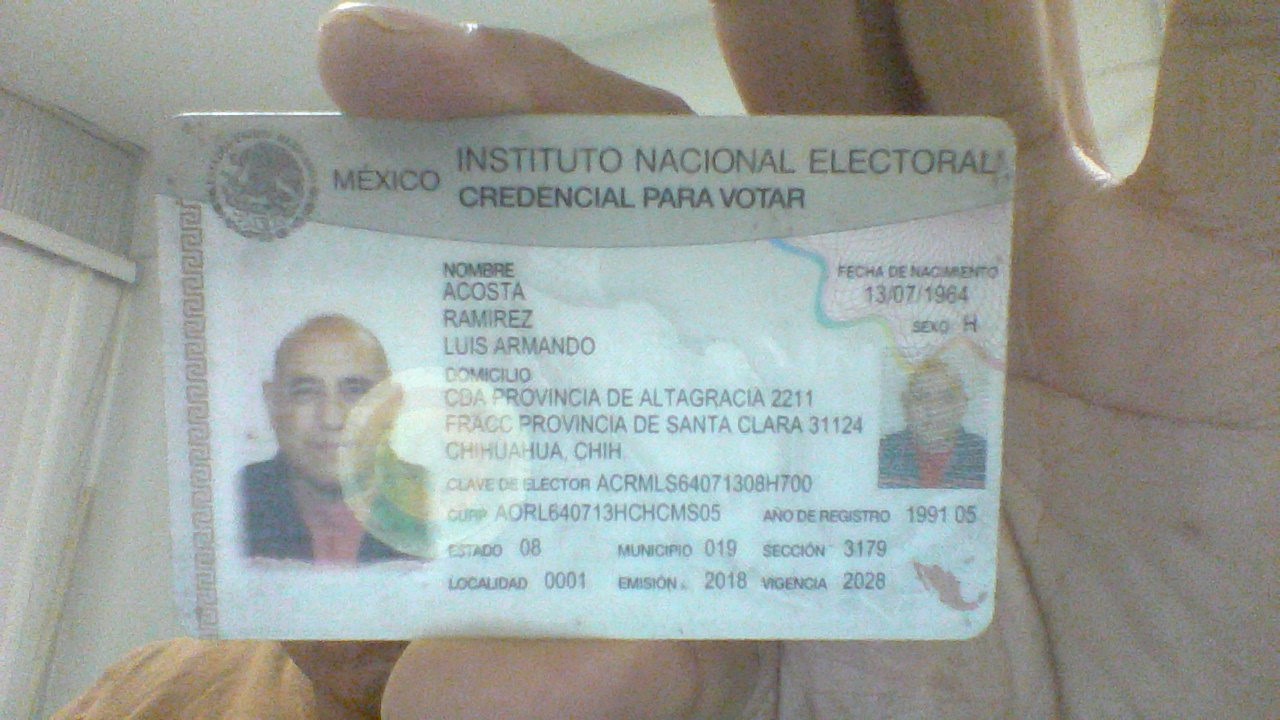 MÉXICO INSTITUTO NACIONAL ELECTORAL
CREDENCIAL PARA VOTAR
NOMBRE
ACOSTA
RAMIREZ
LUIS ARMANDO
FECHA DE NACIMIENTO
13/07/1964
SEXO H
DOMICILIO
CDA PROVINCIA DE ALTAGRACIA 2211
FRACC PROVINCIA DE SANTA CLARA 31124
CHIHUAHUA, CHIH.
CLAVE DE ELECTOR ACRMLS64071308H700
CURP AORL640713HCHCMS05 AÑO DE REGISTRO 1991 05
ESTADO 08 MUNICIPIO 019 SECCIÓN 3179
LOCALIDAD 0001 EMISIÓN 2018 VIGENCIA 2028